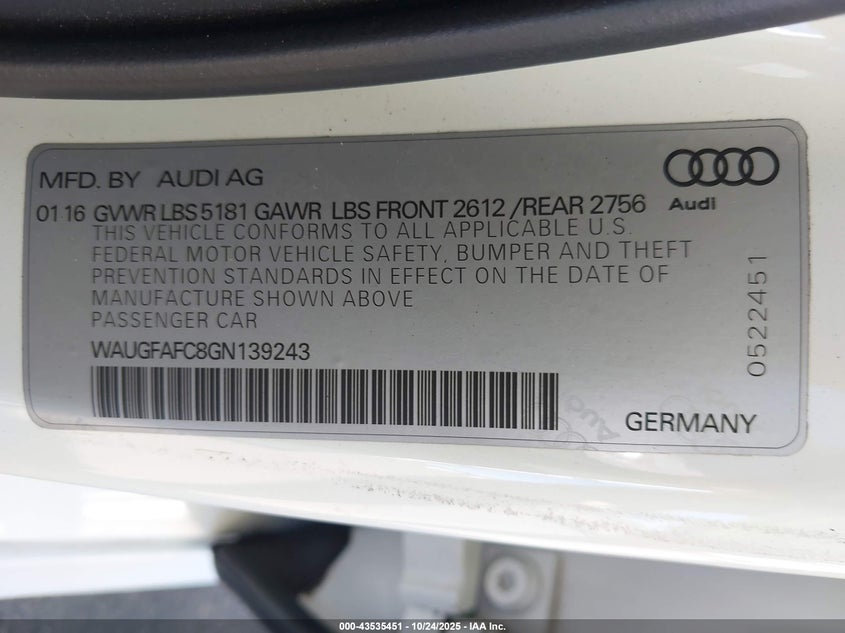 MFD. BY AUDI AG
Audi
01 16 GVWR LBS 5181 GAWR LBS FRONT 2612 /REAR 2756
THIS VEHICLE CONFORMS TO ALL APPLICABLE U.S.
FEDERAL MOTOR VEHICLE SAFETY, BUMPER AND THEFT
PREVENTION STANDARDS IN EFFECT ON THE DATE OF
MANUFACTURE SHOWN ABOVE
PASSENGER CAR
WAUGFAFC8GN139243
0522451
Audi
GERMANY
000-43535451 • 10/24/2025 • IAA Inc.